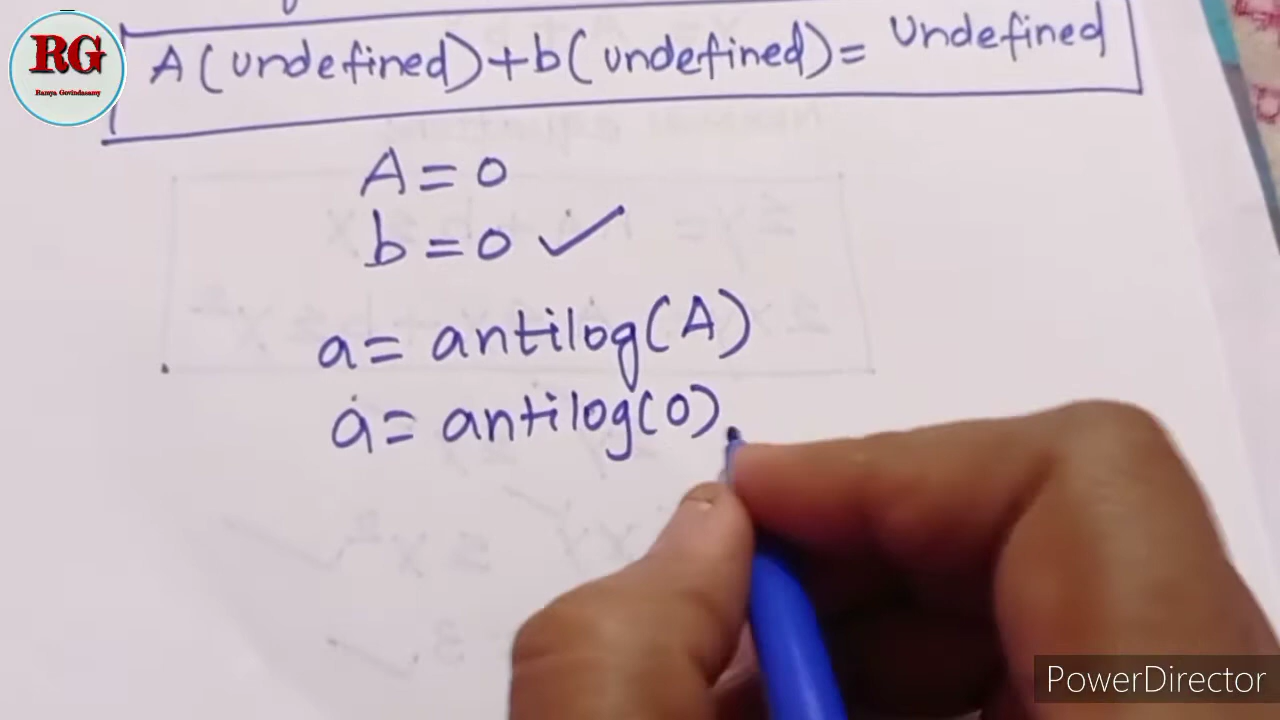 RG
Ramya Govindasamy
A(undefined)+b(undefined)= Undefined
A=0
b=0 ✓
a= antilog(A)
a= antilog(0)
PowerDirector